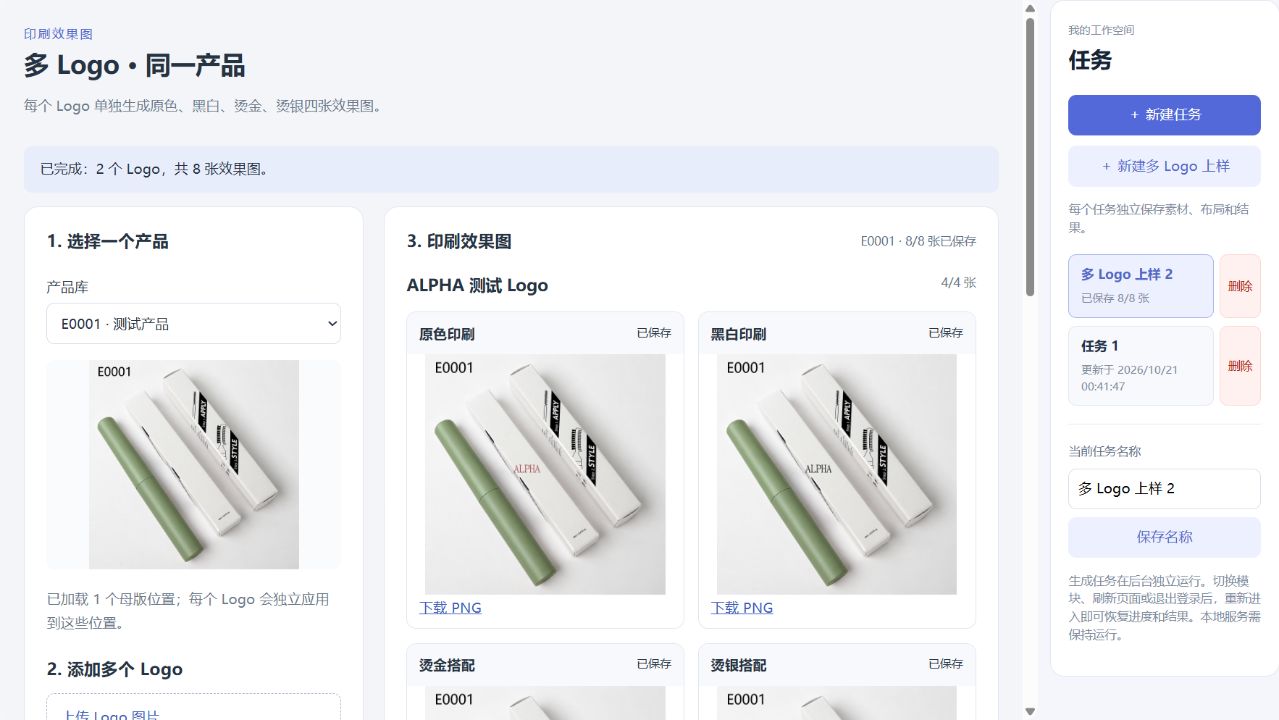 印刷效果图
多 Logo · 同一产品
每个 Logo 单独生成原色、黑白、烫金、烫银四张效果图。
已完成：2 个 Logo，共 8 张效果图。
1. 选择一个产品
产品库
E0001 · 测试产品
E0001
APPLY
STYLE
已加载 1 个母版位置；每个 Logo 会独立应用
到这些位置。
2. 添加多个 Logo
上传 Logo 图片
3. 印刷效果图
E0001 · 8/8 张已保存
ALPHA 测试 Logo
4/4 张
原色印刷
已保存
E0001
APPLY
STYLE
ALPHA
下载 PNG
黑白印刷
已保存
E0001
APPLY
STYLE
ALPHA
下载 PNG
烫金搭配
已保存
E0001
烫银搭配
已保存
E0001
我的工作空间
任务
+ 新建任务
+ 新建多 Logo 上样
每个任务独立保存素材、布局和结
果。
多 Logo 上样 2
已保存 8/8 张
删除
任务 1
更新于 2026/10/21
00:41:47
删除
当前任务名称
多 Logo 上样 2
保存名称
生成任务在后台独立运行。切换模
块、刷新页面或退出登录后，重新进
入即可恢复进度和结果。本地服务需
保持运行。